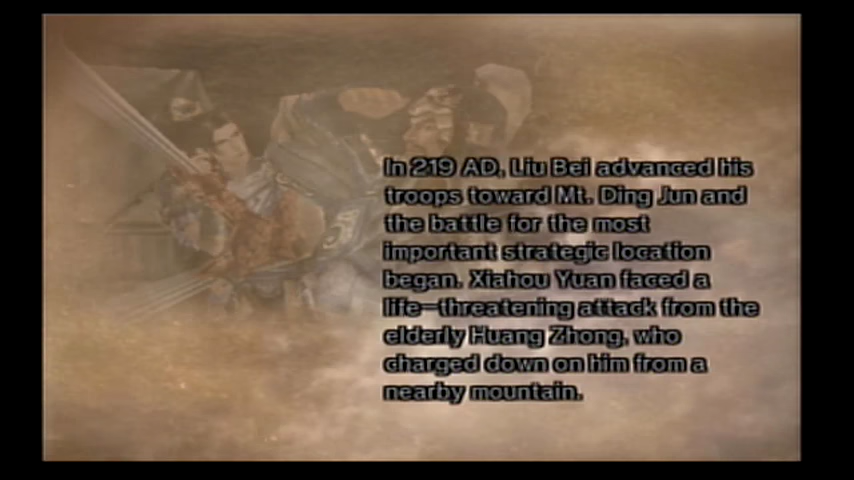 In 219 AD, Liu Bei advanced his
troops toward Mt. Ding Jun and
the battle for the most
important strategic location
began. Xiahou Yuan faced a
life-threatening attack from the
elderly Huang Zhong, who
charged down on him from a
nearby mountain.